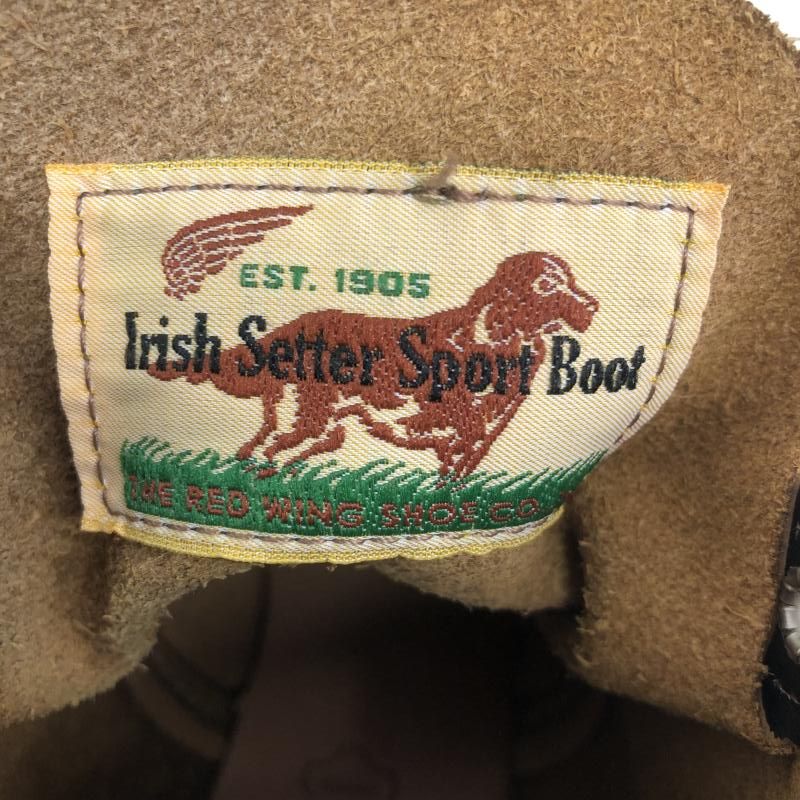 EST. 1905
Irish Setter Sport Boot
THE RED WING SHOE CO.